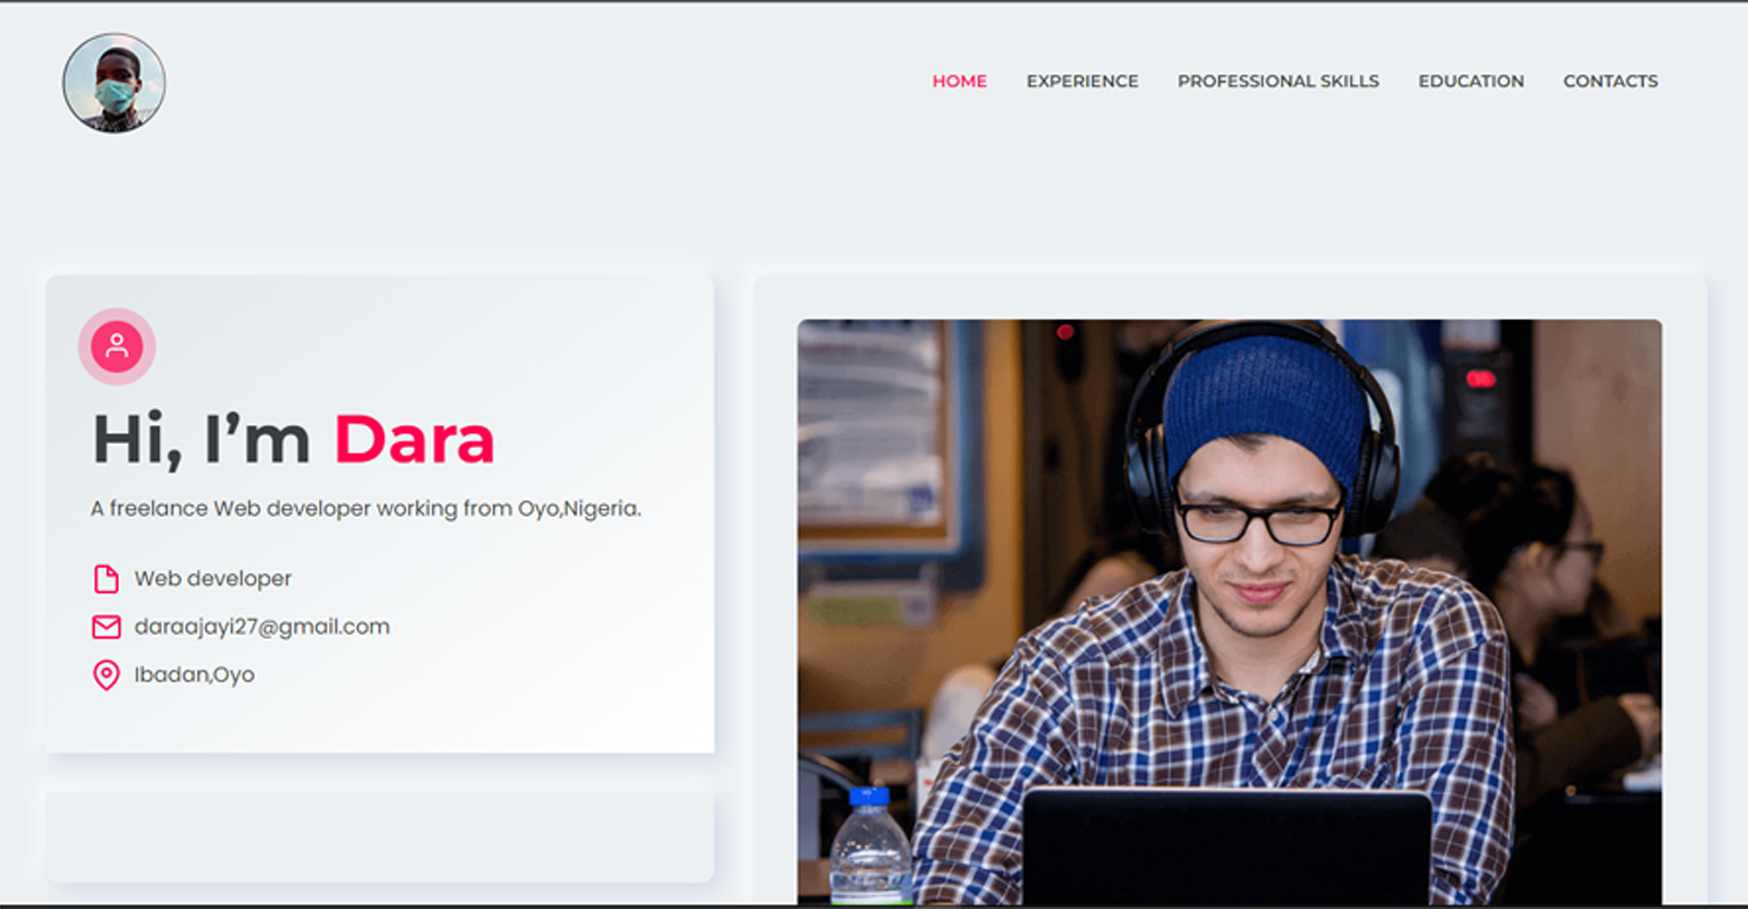 HOME EXPERIENCE PROFESSIONAL SKILLS EDUCATION CONTACTS
Hi, I’m Dara
A freelance Web developer working from Oyo,Nigeria.
Web developer
daraajayi27@gmail.com
Ibadan,Oyo